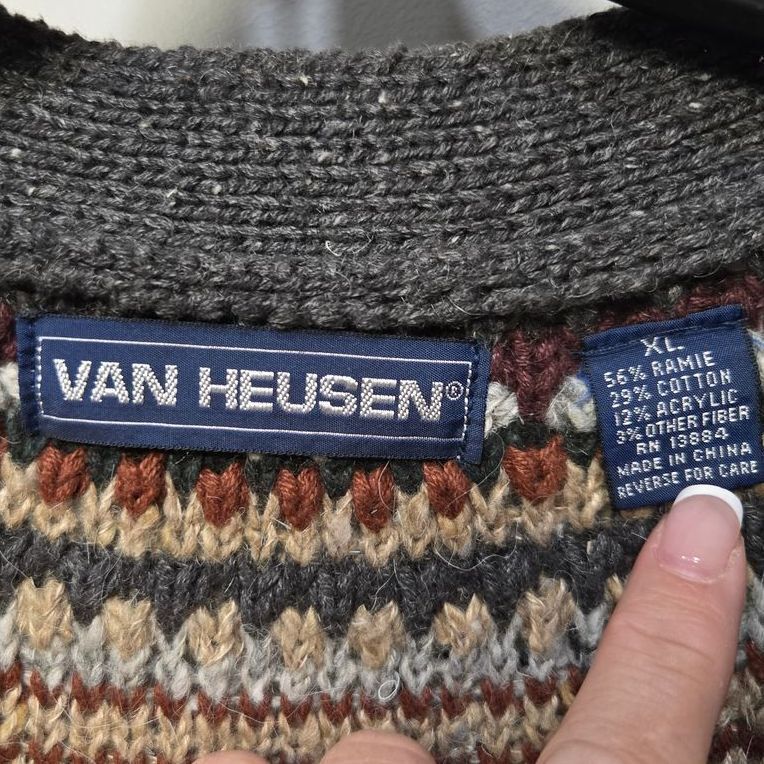 VAN HEUSEN®
XL
56% RAMIE
29% COTTON
12% ACRYLIC
3% OTHER FIBER
RN 13884
MADE IN CHINA
REVERSE FOR CARE